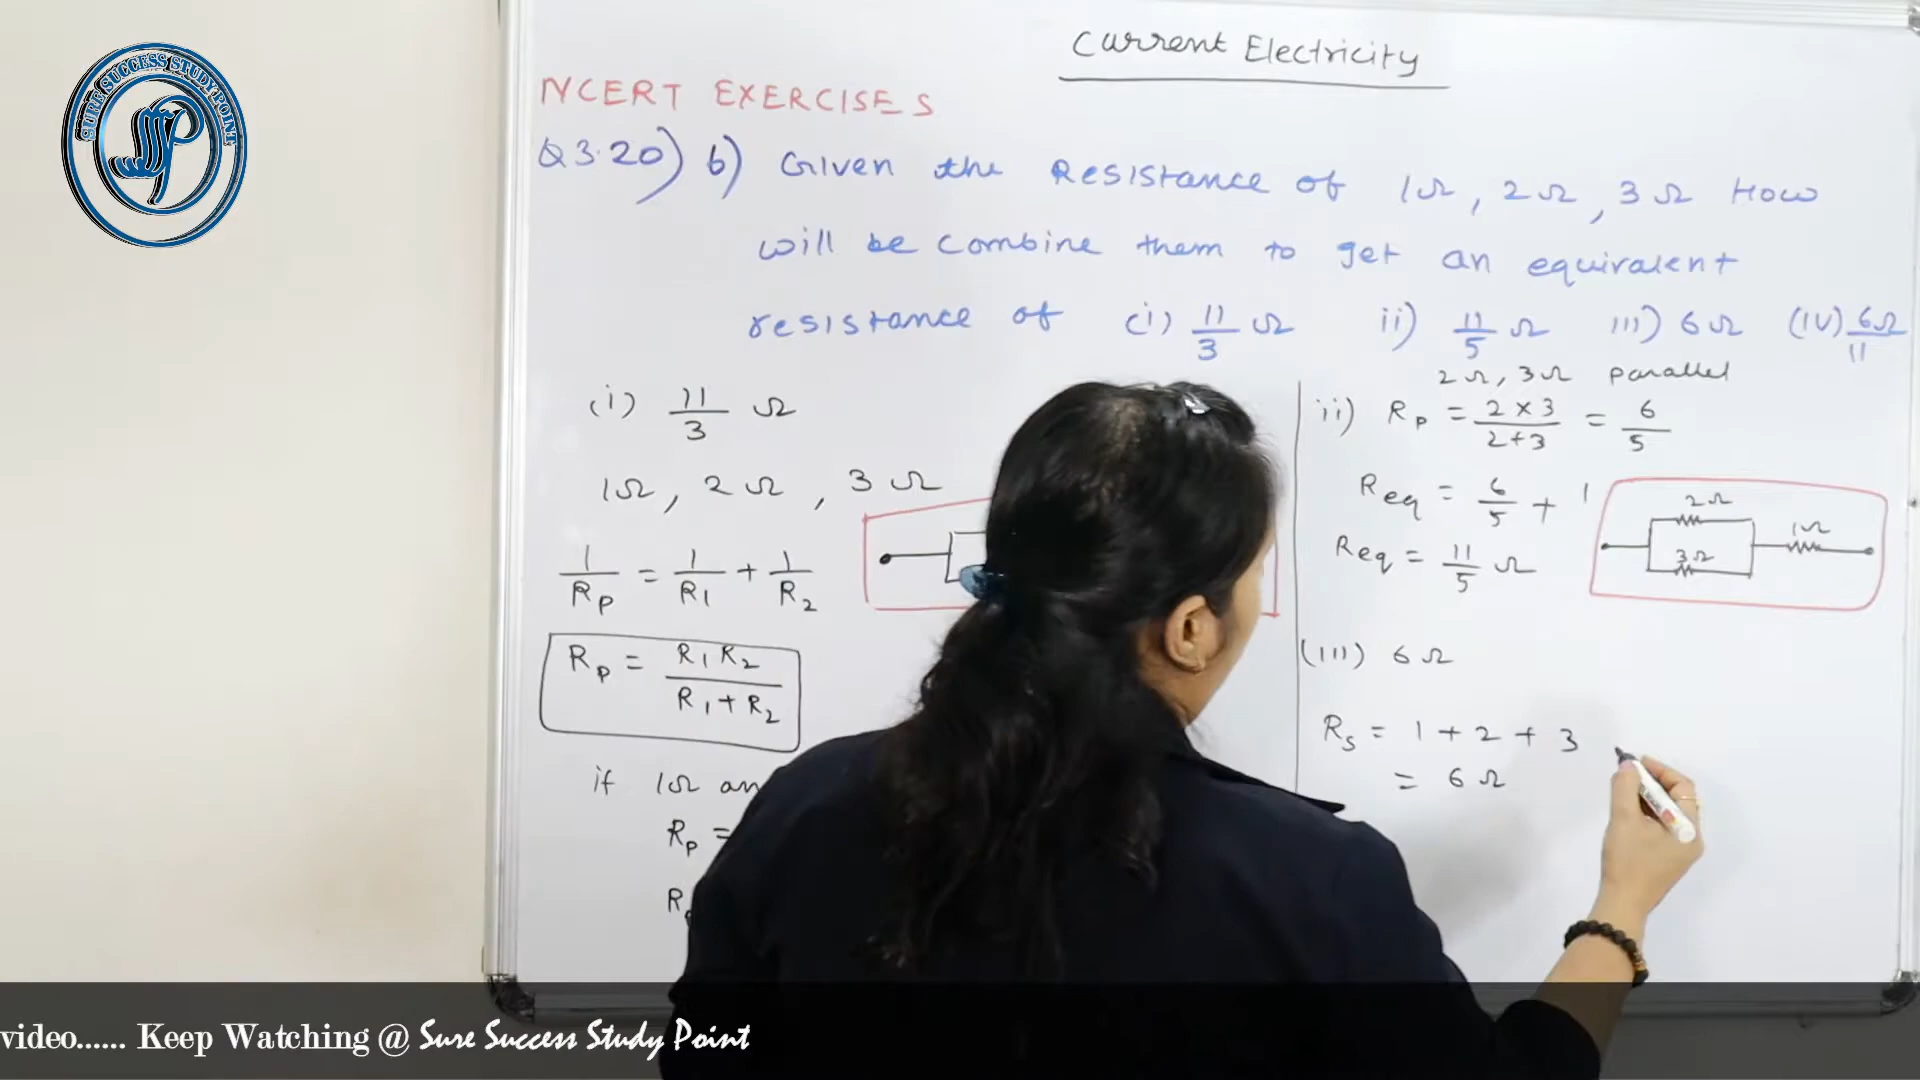 SURE SUCCESS STUDY POINT
Current Electricity
NCERT EXERCISES
Q3.20) b) Given the Resistance of 1Ω, 2Ω, 3Ω How
will be combine them to get an equivalent
resistance of (i) 11/3 Ω ii) 11/5 Ω iii) 6Ω (iv) 6Ω/11
(i) 11/3 Ω
1Ω, 2Ω, 3Ω
1/Rp = 1/R1 + 1/R2
Rp = R1R2/R1+R2
if 1Ω an
Rp =
2Ω, 3Ω parallel
ii) Rp = 2×3/2+3 = 6/5
Req = 6/5 + 1
Req = 11/5 Ω
2Ω
3Ω
1Ω
(iii) 6Ω
Rs = 1+2+3
= 6Ω
video...... Keep Watching @ Sure Success Study Point